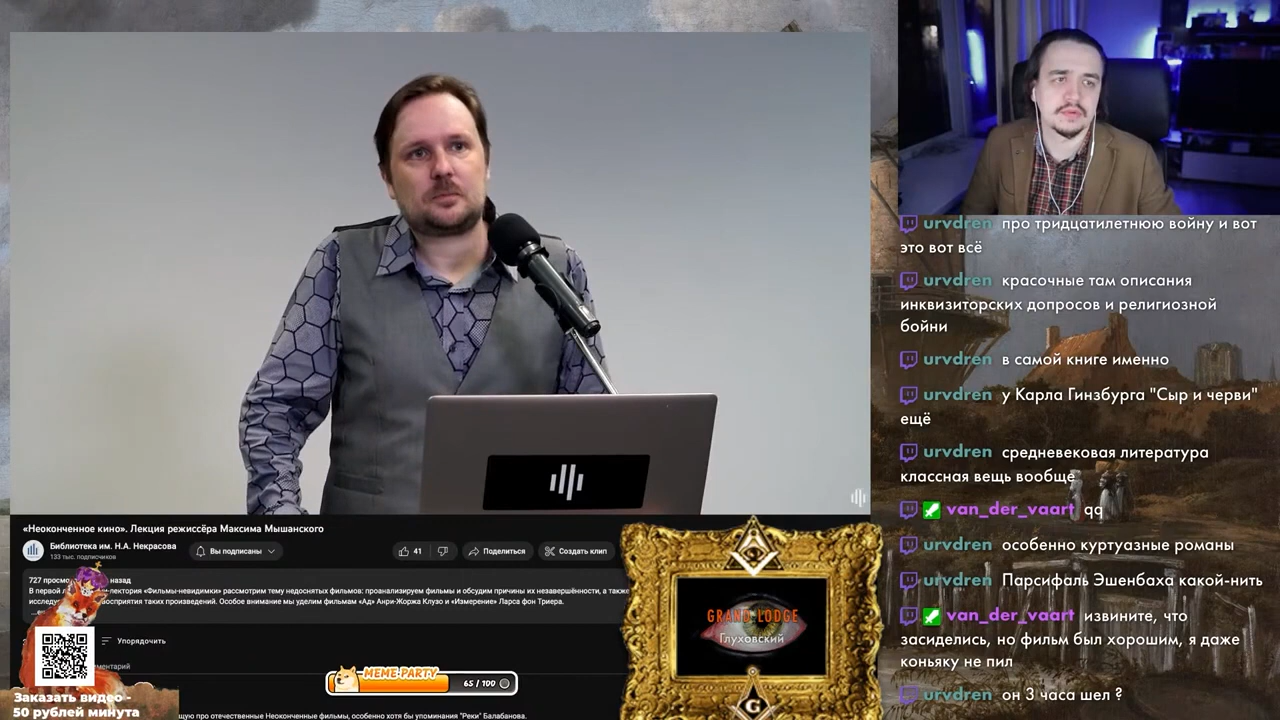 «Неоконченное кино». Лекция режиссёра Максима Мышанского
Библиотека им. Н.А. Некрасова
133 тыс. подписчиков
Вы подписаны
41
Поделиться
Создать клип
727 просмо
назад
В первой л
лектория «Фильмы-невидимки» рассмотрим тему недоснятых фильмов: проанализируем фильмы и обсудим причины их незавершённости, а также
исследу
восприятия таких произведений. Особое внимание мы уделим фильмам «Ад» Анри-Жоржа Клузо и «Измерение» Ларса фон Триера.
Упорядочить
ментарий
Заказать видео -
50 рублей минута
MEME PARTY
65 / 100
щую про отечественные Неоконченные фильмы, особенно хотя бы упоминания "Реки" Балабанова.
GRAND LODGE
Глуховский
G
urvdren про тридцатилетнюю войну и вот
это вот всё
urvdren красочные там описания
инквизиторских допросов и религиозной
бойни
urvdren в самой книге именно
urvdren у Карла Гинзбурга "Сыр и черви"
ещё
urvdren средневековая литература
классная вещь вообще
van_der_vaart qq
urvdren особенно куртуазные романы
urvdren Парсифаль Эшенбаха какой-нить
van_der_vaart извините, что
засиделись, но фильм был хорошим, я даже
коньяку не пил
urvdren он 3 часа шел ?